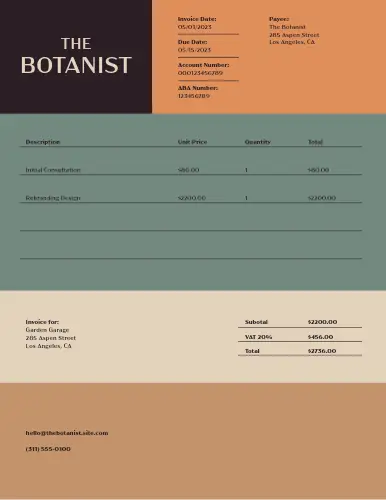 THE
BOTANIST
Invoice Date:
05/01/2023
Due Date:
05/15/2023
Account Number:
000123456789
ABA Number:
123456789
Payee:
The Botanist
285 Aspen Street
Los Angeles, CA
Description Unit Price Quantity Total
Initial Consultation $80.00 1 $80.00
Rebranding Design $2200.00 1 $2200.00
Invoice for:
Garden Garage
285 Aspen Street
Los Angeles, CA
Subotal $2200.00
VAT 20% $456.00
Total $2736.00
hello@thebotanist.site.com
(311) 555-0100